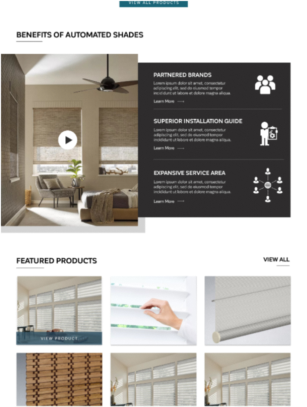 VIEW ALL PRODUCTS
BENEFITS OF AUTOMATED SHADES
PARTNERED BRANDS
Lorem ipsum dolor sit amet, consectetur
adipiscing elit, sed do eiusmod tempor
incididunt ut labore et dolore magna aliqua.
Learn More
SUPERIOR INSTALLATION GUIDE
Lorem ipsum dolor sit amet, consectetur
adipiscing elit, sed do eiusmod tempor
incididunt ut labore et dolore magna aliqua.
Learn More
EXPANSIVE SERVICE AREA
Lorem ipsum dolor sit amet, consectetur
adipiscing elit, sed do eiusmod tempor
incididunt ut labore et dolore magna aliqua.
Learn More
FEATURED PRODUCTS
VIEW ALL
VIEW PRODUCT